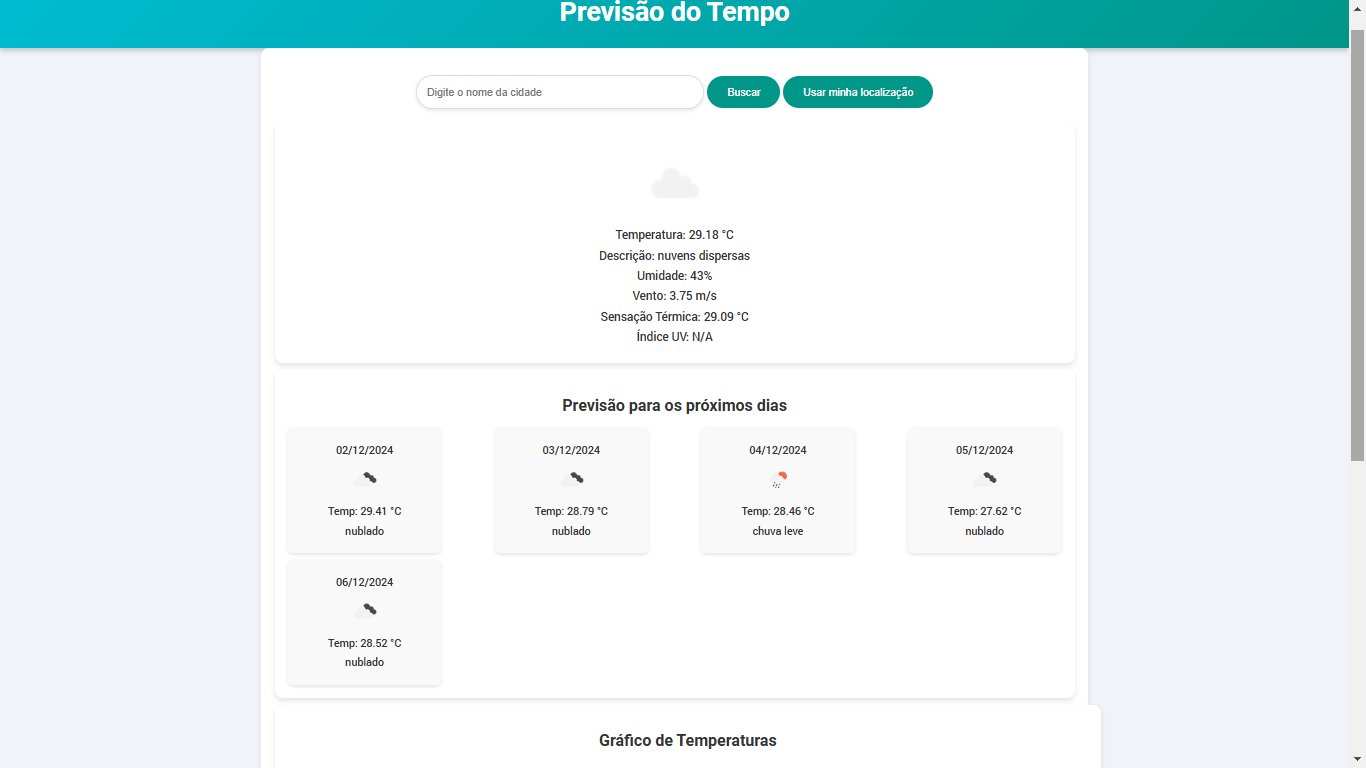 Previsão do Tempo
Digite o nome da cidade
Buscar
Usar minha localização
Temperatura: 29.18 °C
Descrição: nuvens dispersas
Umidade: 43%
Vento: 3.75 m/s
Sensação Térmica: 29.09 °C
Índice UV: N/A
Previsão para os próximos dias
02/12/2024
Temp: 29.41 °C
nublado
03/12/2024
Temp: 28.79 °C
nublado
04/12/2024
Temp: 28.46 °C
chuva leve
05/12/2024
Temp: 27.62 °C
nublado
06/12/2024
Temp: 28.52 °C
nublado
Gráfico de Temperaturas